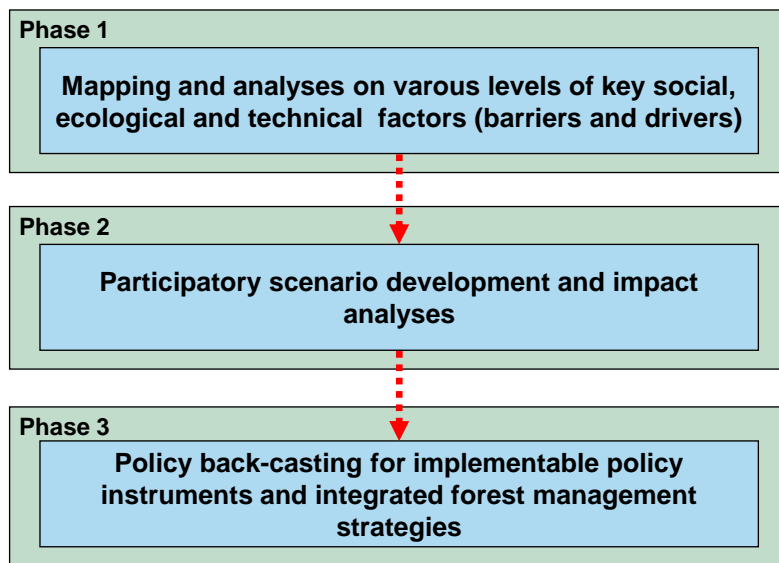 Phase 1
Mapping and analyses on varous levels of key social,
ecological and technical factors (barriers and drivers)
Phase 2
Participatory scenario development and impact
analyses
Phase 3
Policy back-casting for implementable policy
instruments and integrated forest management
strategies